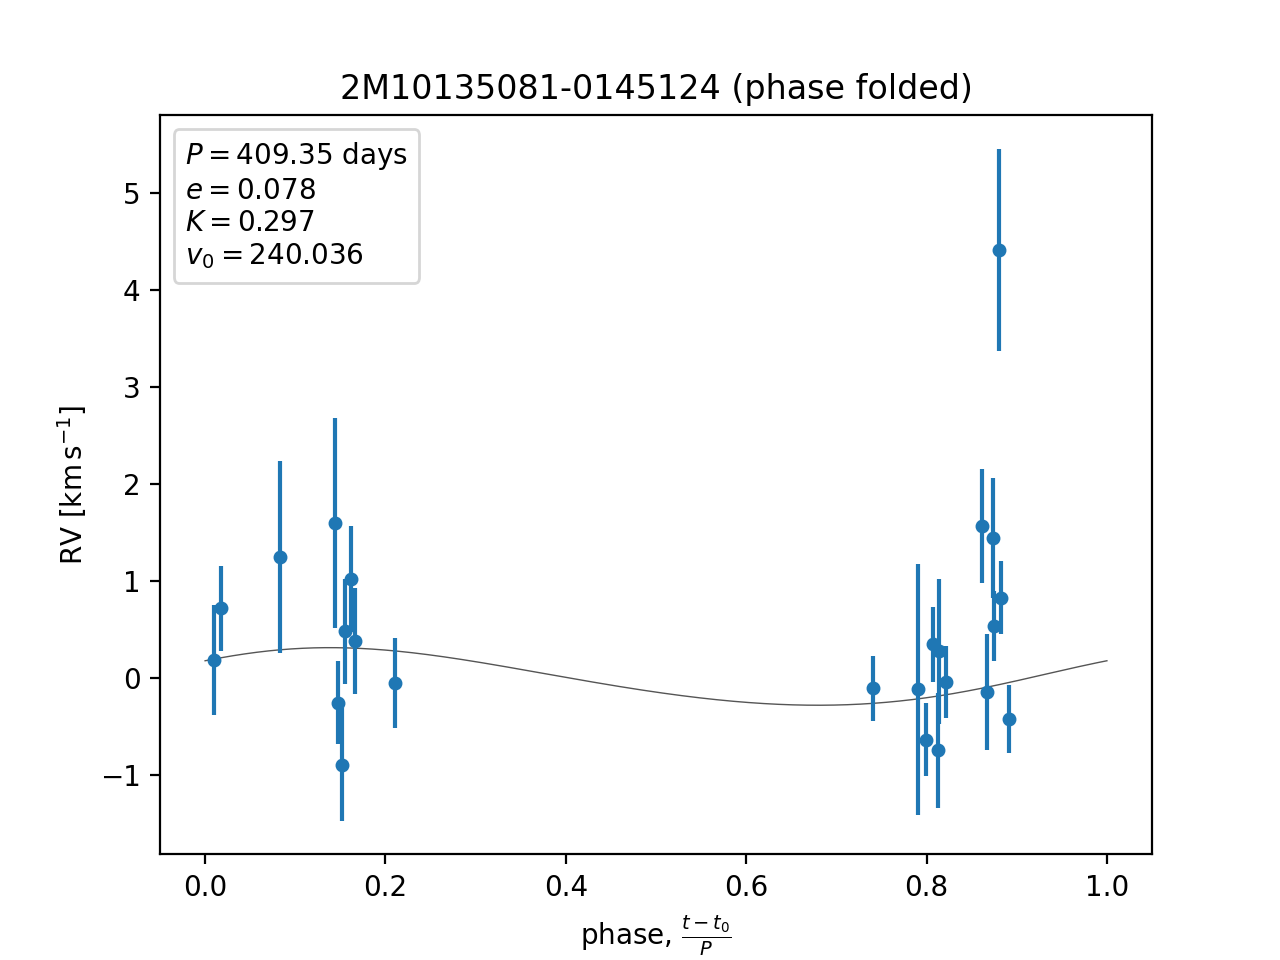 2M10135081-0145124 (phase folded)
P = 409.35 days
e = 0.078
K = 0.297
v₀ = 240.036
5
4
3
2
1
0
−1
RV [km s⁻¹]
0.0 0.2 0.4 0.6 0.8 1.0
phase, (t − t₀)/P